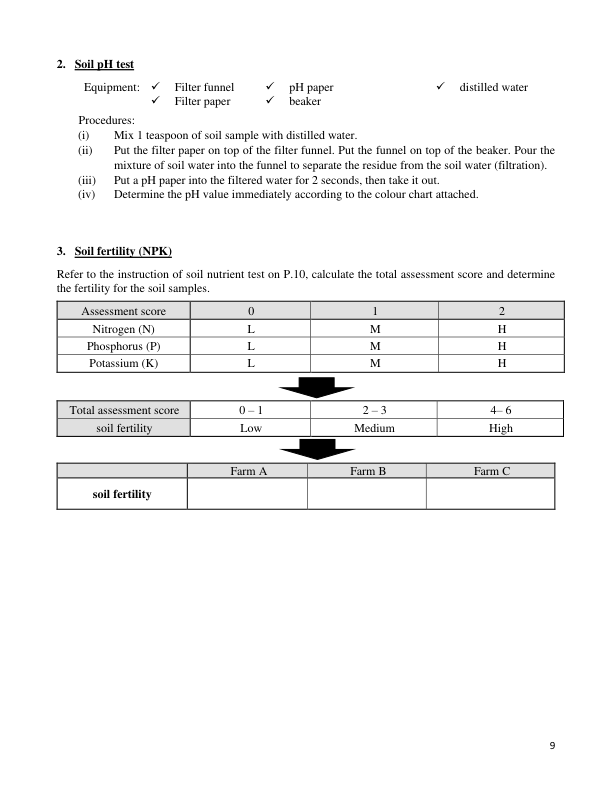 2. Soil pH test
Equipment: ✓ Filter funnel ✓ pH paper ✓ distilled water
✓ Filter paper ✓ beaker
Procedures:
(i) Mix 1 teaspoon of soil sample with distilled water.
(ii) Put the filter paper on top of the filter funnel. Put the funnel on top of the beaker. Pour the
mixture of soil water into the funnel to separate the residue from the soil water (filtration).
(iii) Put a pH paper into the filtered water for 2 seconds, then take it out.
(iv) Determine the pH value immediately according to the colour chart attached.
3. Soil fertility (NPK)
Refer to the instruction of soil nutrient test on P.10, calculate the total assessment score and determine
the fertility for the soil samples.
Assessment score 0 1 2
Nitrogen (N) L M H
Phosphorus (P) L M H
Potassium (K) L M H
Total assessment score 0 – 1 2 – 3 4– 6
soil fertility Low Medium High
Farm A Farm B Farm C
soil fertility
9